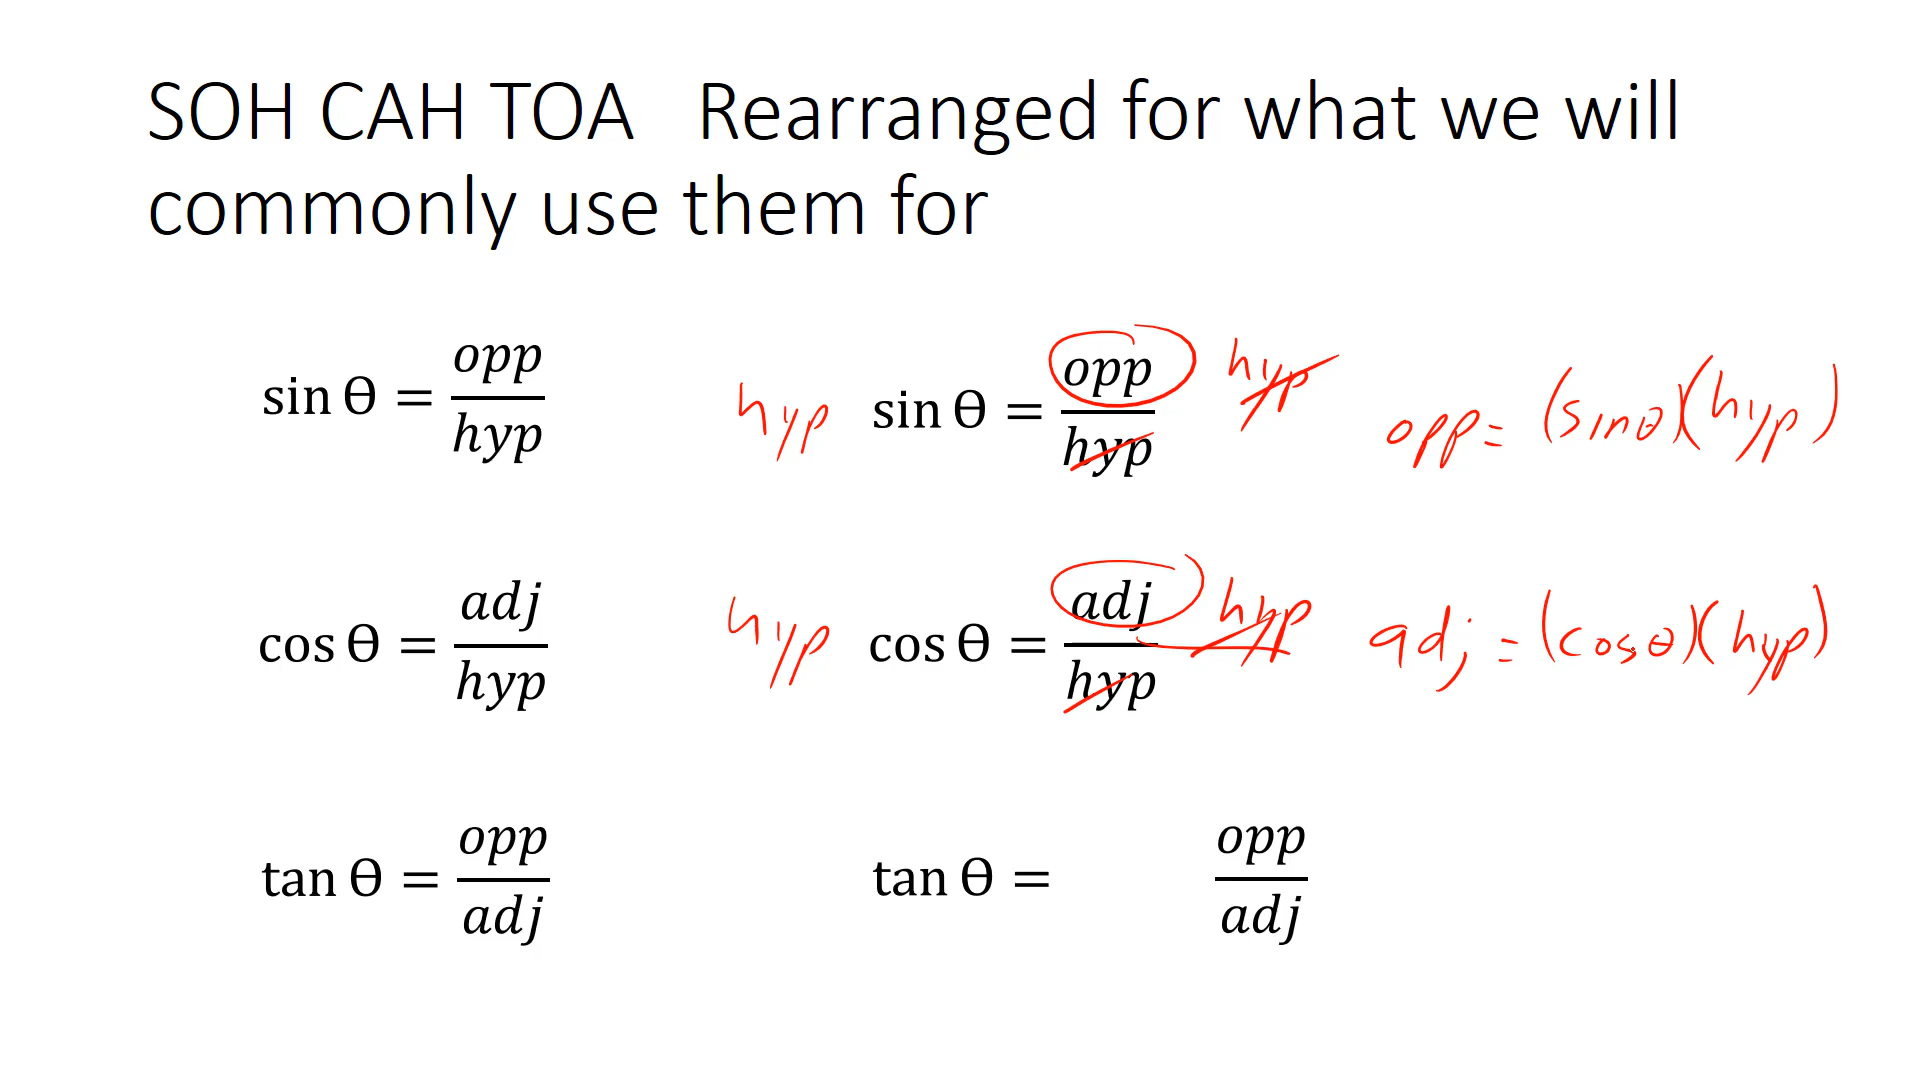 SOH CAH TOA Rearranged for what we will
commonly use them for
sin θ = opp/hyp
hyp sin θ = opp/hyp hyp opp = (sin θ)(hyp)
cos θ = adj/hyp
hyp cos θ = adj/hyp hyp adj = (cos θ)(hyp)
tan θ = opp/adj
tan θ = opp/adj